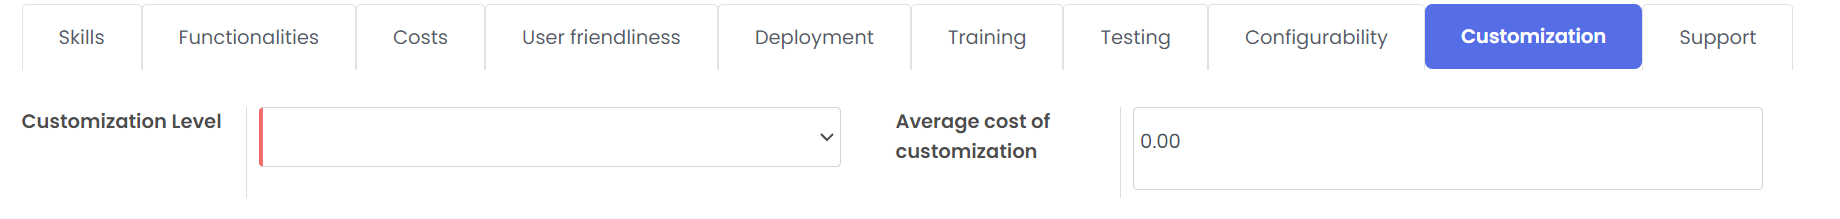 Skills Functionalities Costs User friendliness Deployment Training Testing Configurability Customization Support
Customization Level
Average cost of
customization
0.00